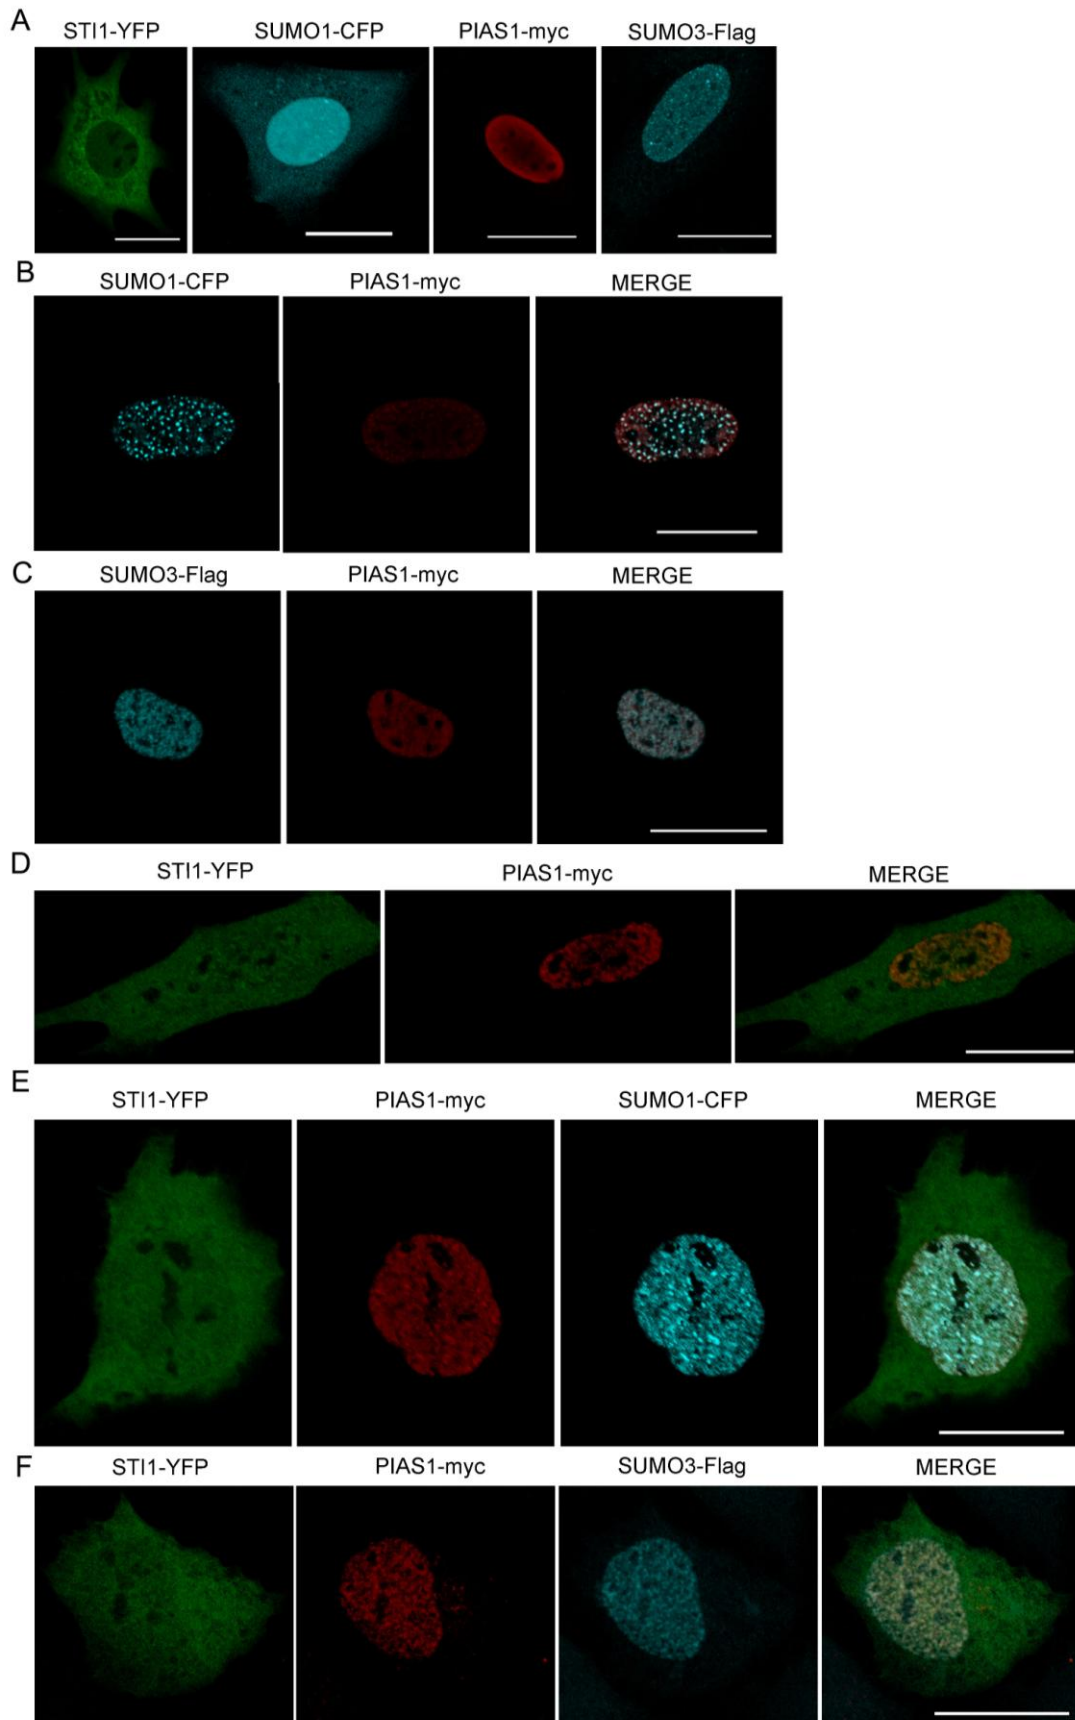 A
STI1-YFP SUMO1-CFP PIAS1-myc SUMO3-Flag
B
SUMO1-CFP PIAS1-myc MERGE
C
SUMO3-Flag PIAS1-myc MERGE
D
STI1-YFP PIAS1-myc MERGE
E
STI1-YFP PIAS1-myc SUMO1-CFP MERGE
F
STI1-YFP PIAS1-myc SUMO3-Flag MERGE